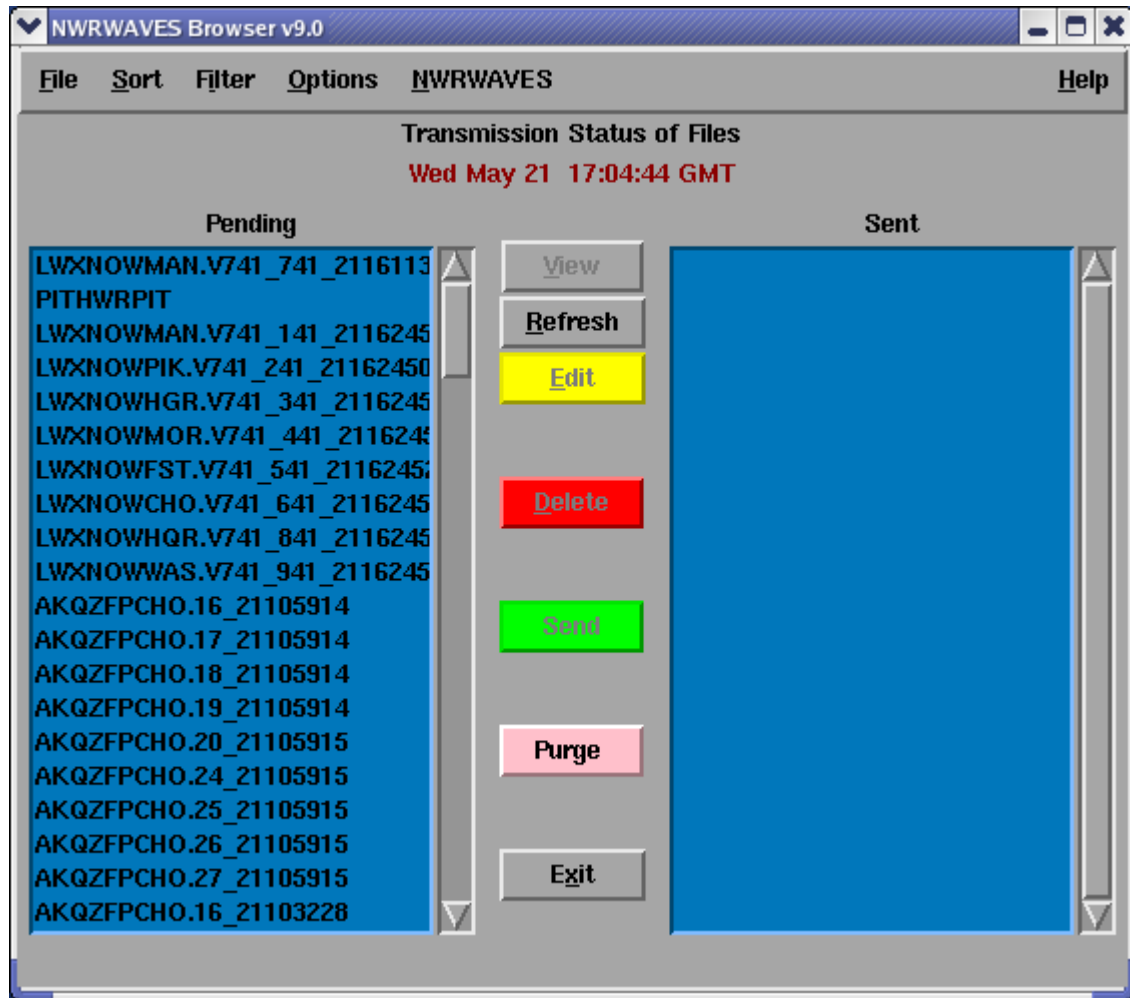 NWRWAVES Browser v9.0
File Sort Filter Options NWRWAVES Help
Transmission Status of Files
Wed May 21 17:04:44 GMT
Pending
LWXNOWMAN.V741_741_2116113
PITHWRPIT
LWXNOWMAN.V741_141_2116245
LWXNOWPIK.V741_241_21162450
LWXNOWHGR.V741_341_2116245
LWXNOWMOR.V741_441_2116245
LWXNOWFST.V741_541_21162452
LWXNOWCHO.V741_641_2116245
LWXNOWHQR.V741_841_2116245
LWXNOWWAS.V741_941_2116245
AKQZFPCHO.16_21105914
AKQZFPCHO.17_21105914
AKQZFPCHO.18_21105914
AKQZFPCHO.19_21105914
AKQZFPCHO.20_21105915
AKQZFPCHO.24_21105915
AKQZFPCHO.25_21105915
AKQZFPCHO.26_21105915
AKQZFPCHO.27_21105915
AKQZFPCHO.16_21103228
View
Refresh
Edit
Delete
Send
Purge
Exit
Sent